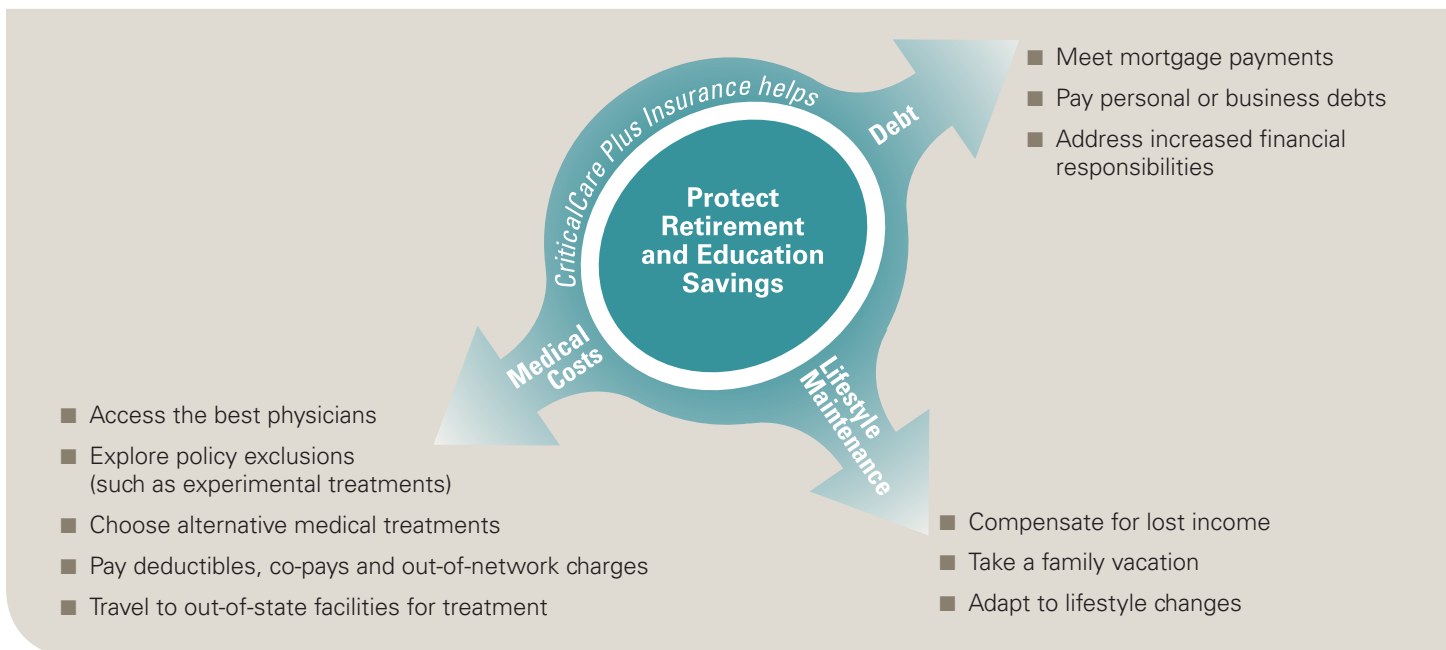 CriticalCare Plus Insurance helps
Protect
Retirement
and Education
Savings
Debt
■ Meet mortgage payments
■ Pay personal or business debts
■ Address increased financial
responsibilities
Medical
Costs
■ Access the best physicians
■ Explore policy exclusions
(such as experimental treatments)
■ Choose alternative medical treatments
■ Pay deductibles, co-pays and out-of-network charges
■ Travel to out-of-state facilities for treatment
Lifestyle
Maintenance
■ Compensate for lost income
■ Take a family vacation
■ Adapt to lifestyle changes